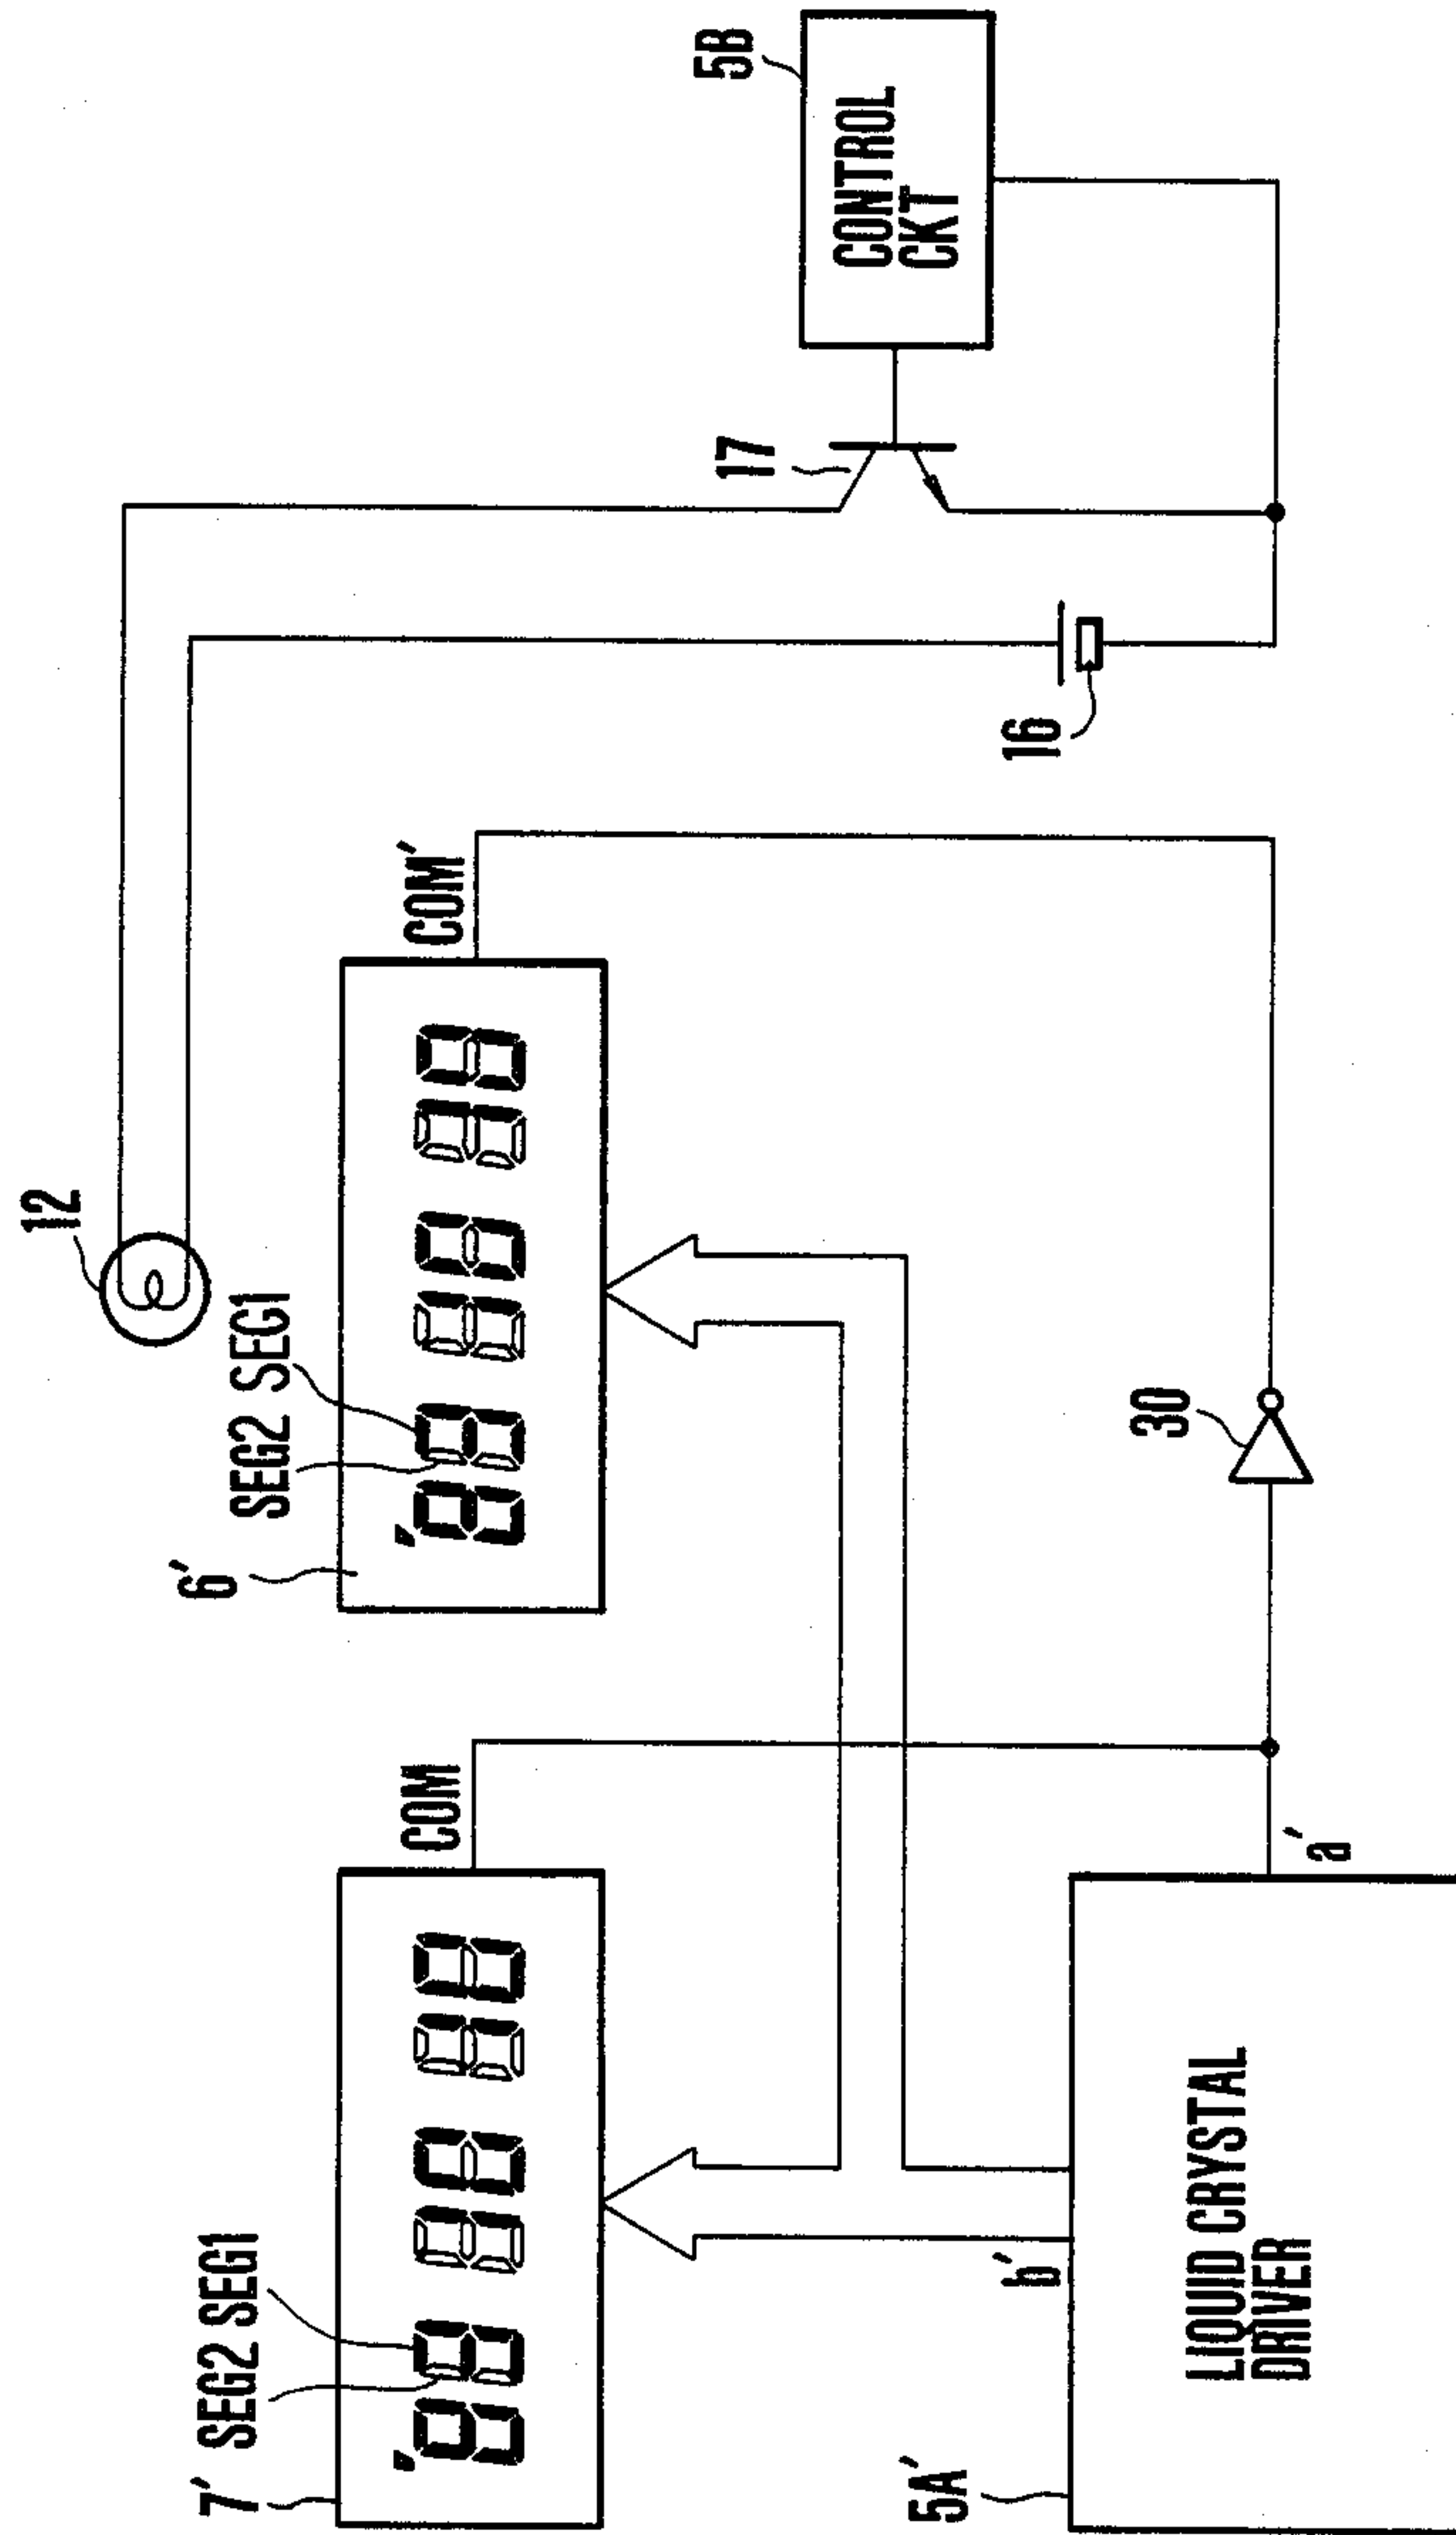 12
7' SEG2 SEG1
6' SEG2 SEG1
COM
COM'
17
5B
CONTROL
CKT
5A'
b'
16
30
LIQUID CRYSTAL
DRIVER
a'